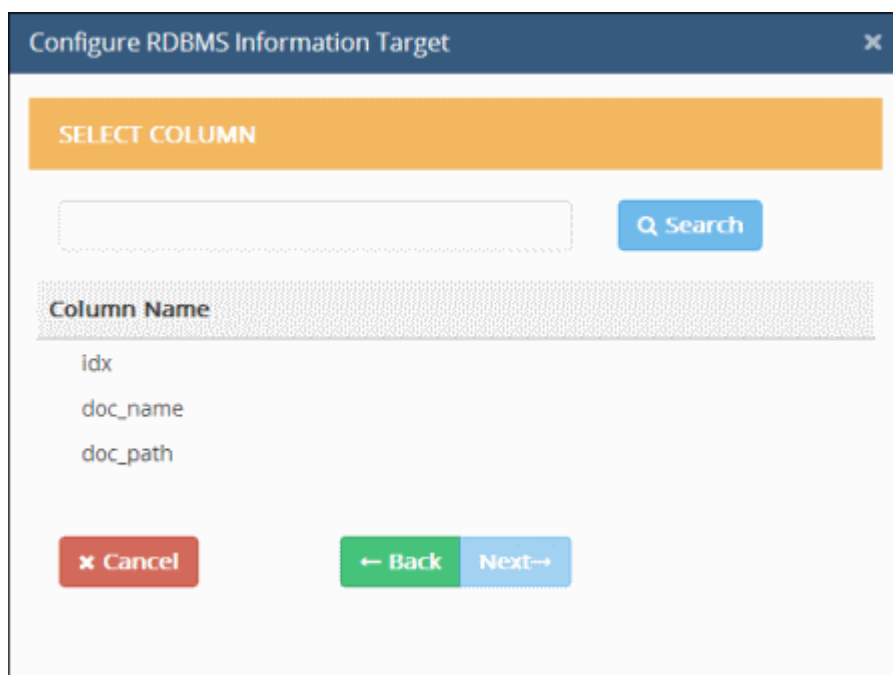 Configure RDBMS Information Target ×
SELECT COLUMN
Search
Column Name
idx
doc_name
doc_path
× Cancel ← Back Next→